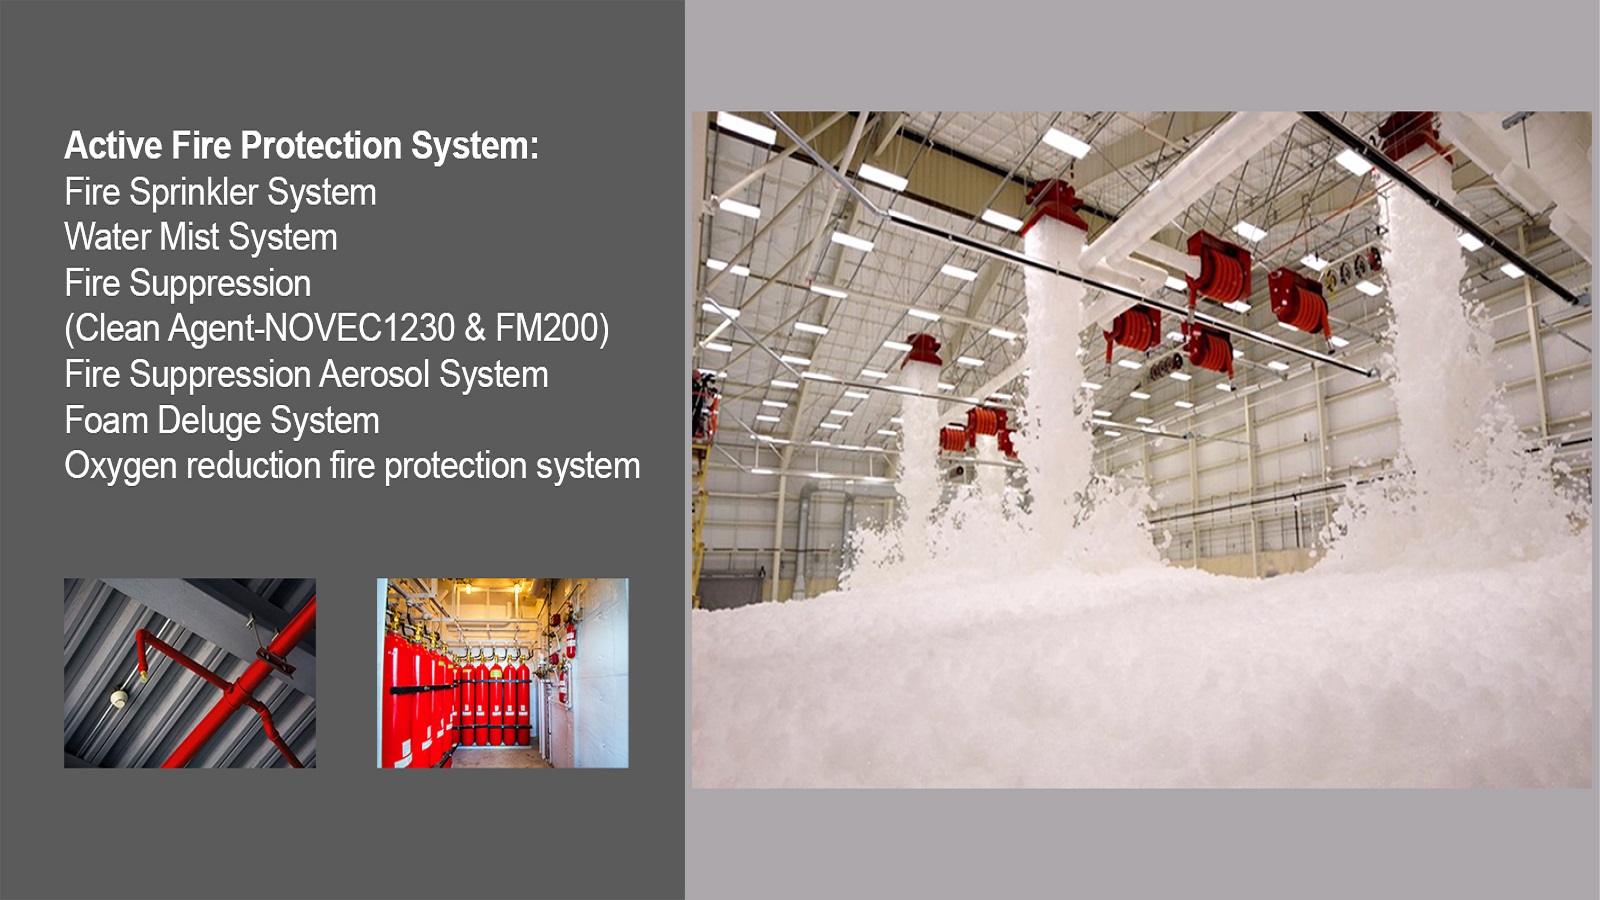 Active Fire Protection System:
Fire Sprinkler System
Water Mist System
Fire Suppression
(Clean Agent-NOVEC1230 & FM200)
Fire Suppression Aerosol System
Foam Deluge System
Oxygen reduction fire protection system